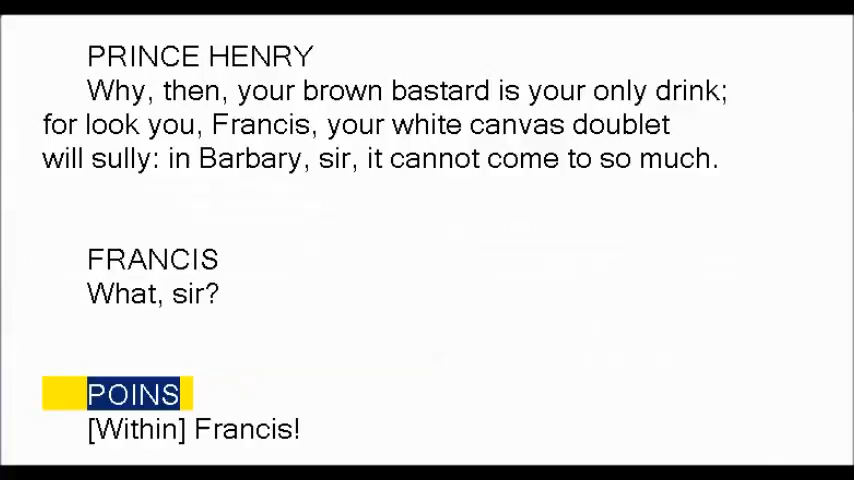 PRINCE HENRY
Why, then, your brown bastard is your only drink;
for look you, Francis, your white canvas doublet
will sully: in Barbary, sir, it cannot come to so much.
FRANCIS
What, sir?
POINS
[Within] Francis!